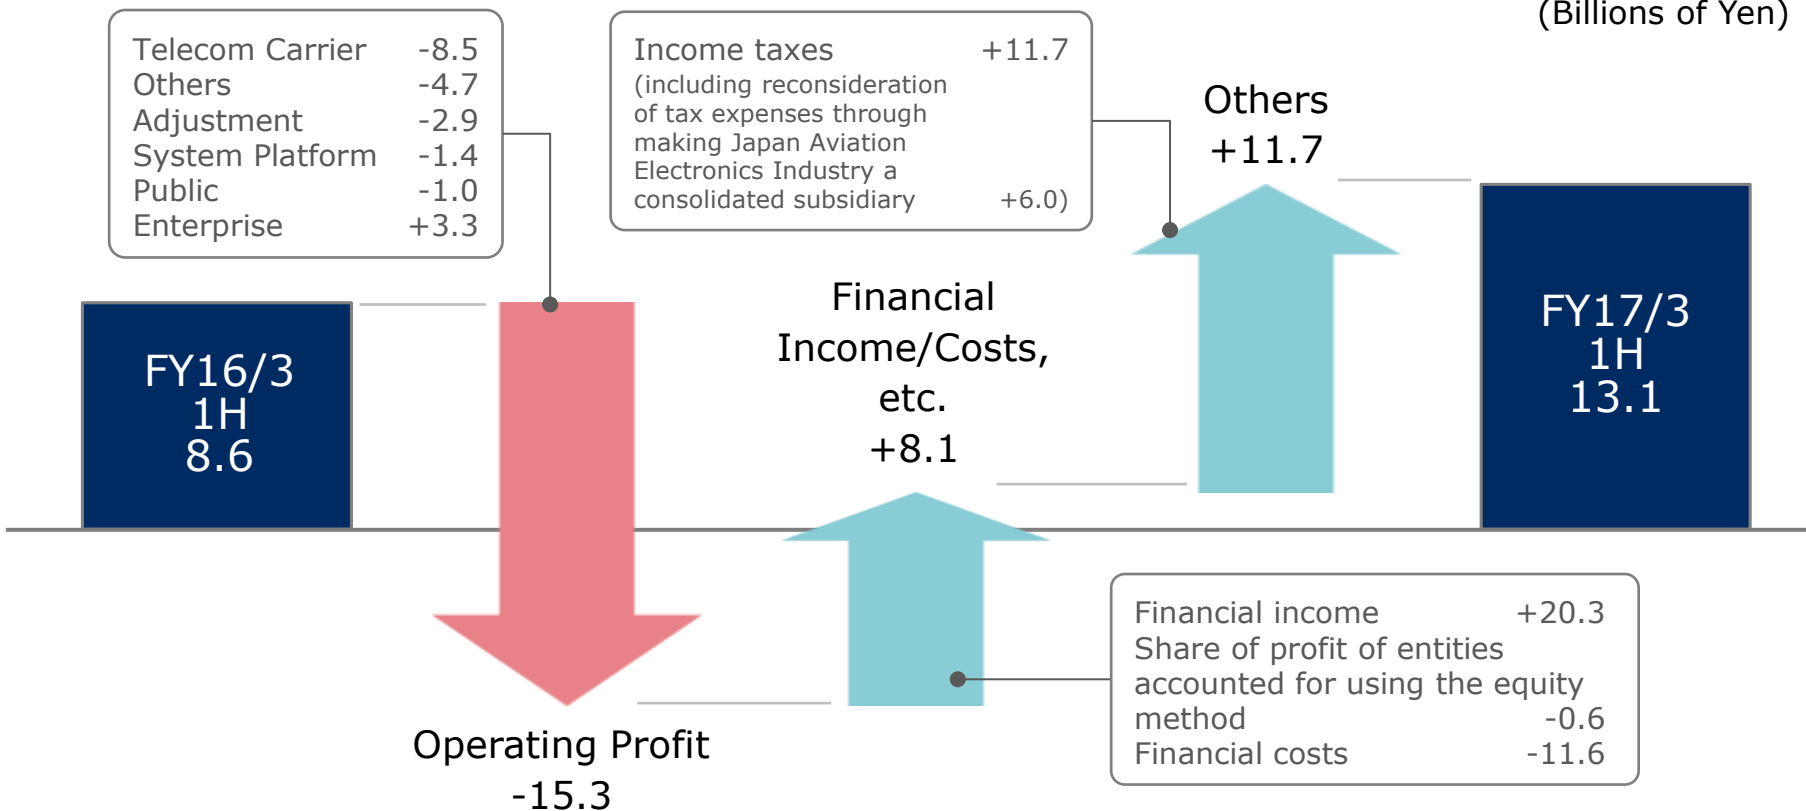 (Billions of Yen)
Telecom Carrier -8.5
Others -4.7
Adjustment -2.9
System Platform -1.4
Public -1.0
Enterprise +3.3
Income taxes +11.7
(including reconsideration
of tax expenses through
making Japan Aviation
Electronics Industry a
consolidated subsidiary +6.0)
Others
+11.7
FY16/3
1H
8.6
Financial
Income/Costs,
etc.
+8.1
FY17/3
1H
13.1
Operating Profit
-15.3
Financial income +20.3
Share of profit of entities
accounted for using the equity
method -0.6
Financial costs -11.6